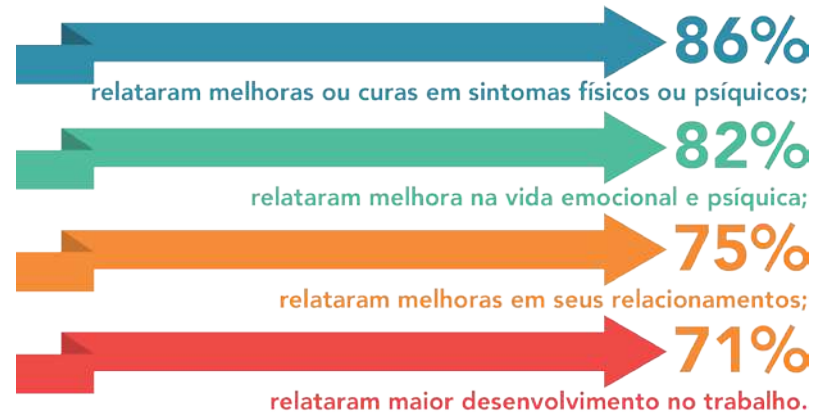 86%
relataram melhoras ou curas em sintomas físicos ou psíquicos;
82%
relataram melhora na vida emocional e psíquica;
75%
relataram melhoras em seus relacionamentos;
71%
relataram maior desenvolvimento no trabalho.